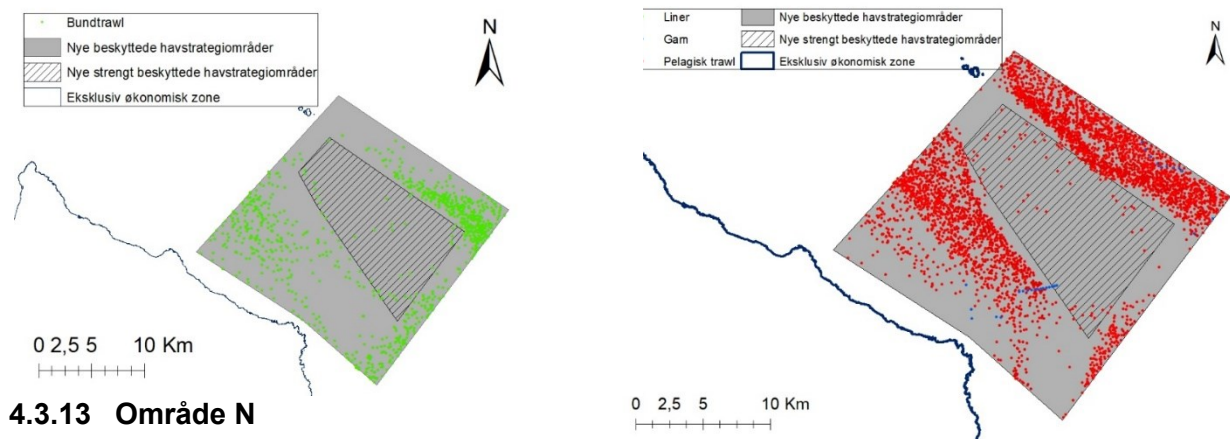 Bundtrawl
Nye beskyttede havstrategiområder
Nye strengt beskyttede havstrategiområder
Eksklusiv økonomisk zone
N
0 2,5 5 10 Km
4.3.13 Område N
Liner
Nye beskyttede havstrategiområder
Garn
Nye strengt beskyttede havstrategiområder
Pelagisk trawl
Eksklusiv økonomisk zone
N
0 2,5 5 10 Km